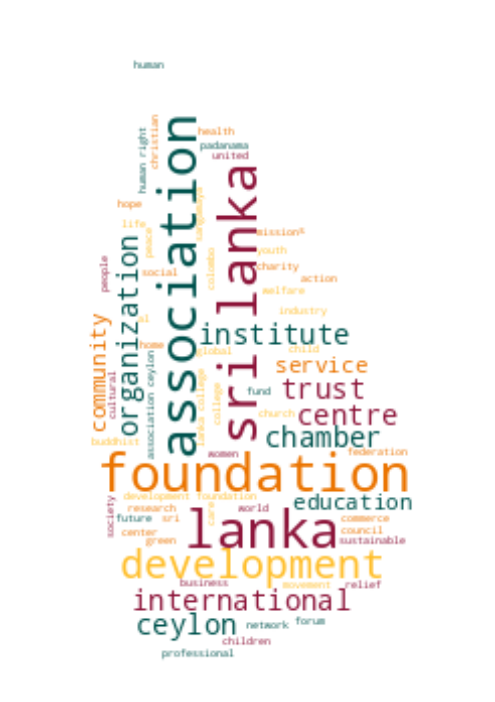 human
association
health
padanama
united
christian
human right
sri lanka
hope
life
peace
sangamaya
missions
youth
charity
action
welfare
colombo
social
people
organization
industry
al
community
institute
home
global
child
association ceylon
cultural
service
trust
fund
lanka college
college
church
centre
chamber
buddhist
women
federation
foundation
development foundation
education
society
research
future
sri
care
world
lanka
commerce
council
center
green
sustainable
development
business
movement
relief
international
ceylon
network
forum
children
professional